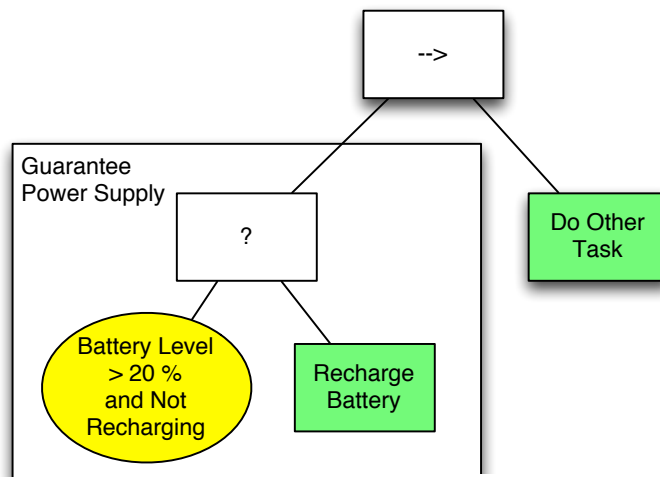 -->
Guarantee
Power Supply
?
Do Other
Task
Battery Level
> 20 %
and Not
Recharging
Recharge
Battery